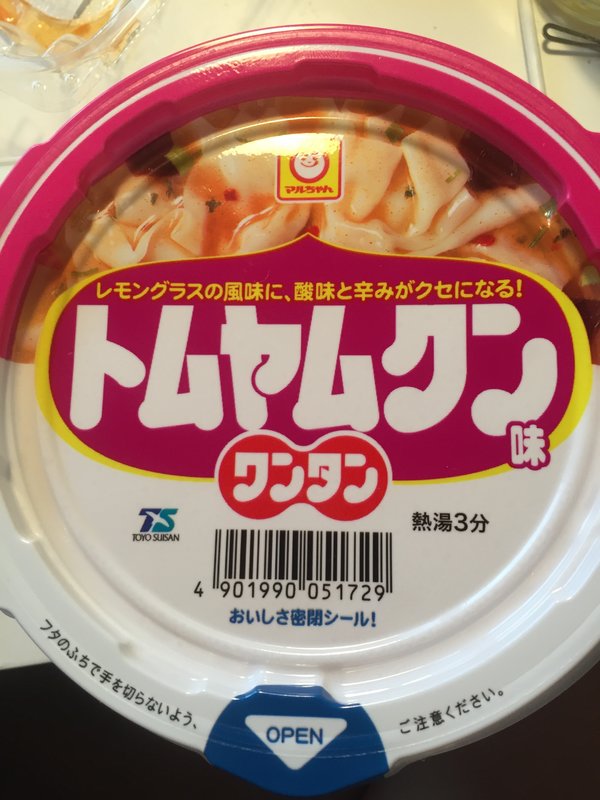 マルちゃん
レモングラスの風味に、酸味と辛みがクセになる!
トムヤムクン味
ワンタン
TS
TOYO SUISAN
熱湯3分
4 901990 051729
おいしさ密閉シール!
フタのふちで手を切らないよう、ご注意ください。
OPEN